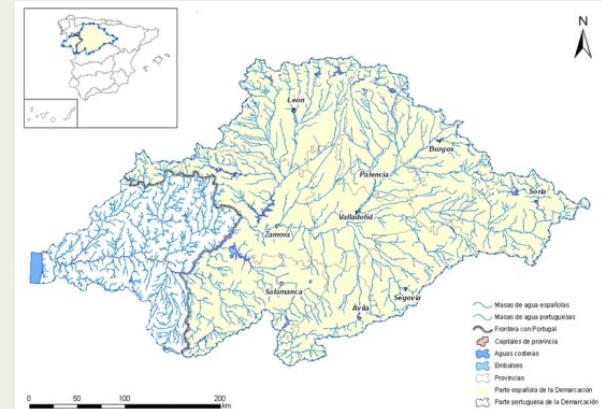 N
León
Burgos
Palencia
Soria
Valladolid
Zamora
Segovia
Salamanca
Ávila
Masas de agua españolas
Masas de agua portuguesas
Frontera con Portugal
Capitales de provincia
Aguas costeras
Embalses
Provincias
Parte española de la Demarcación
Parte portuguesa de la Demarcación
0 50 100 200
km